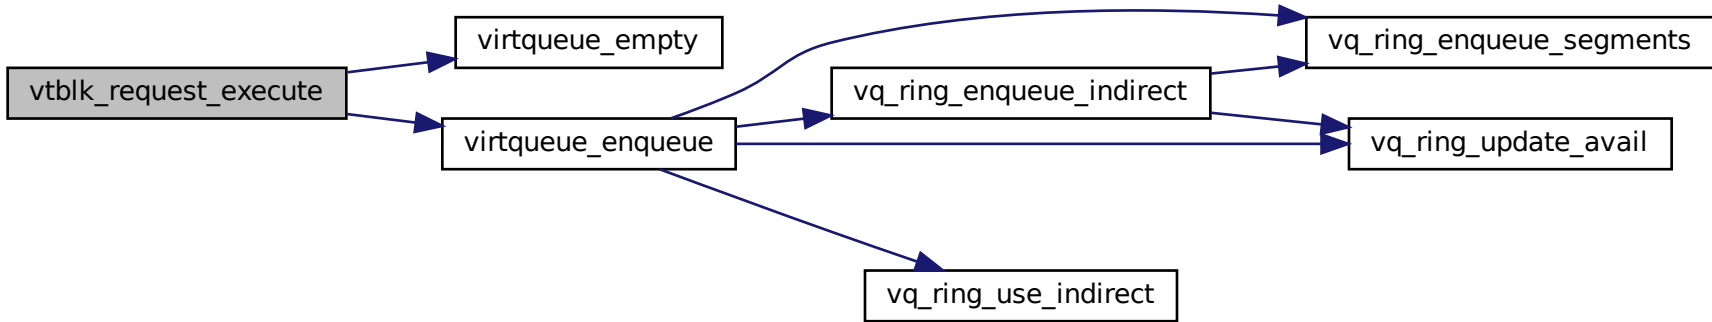 vtblk_request_execute
virtqueue_empty
virtqueue_enqueue
vq_ring_enqueue_indirect
vq_ring_enqueue_segments
vq_ring_update_avail
vq_ring_use_indirect